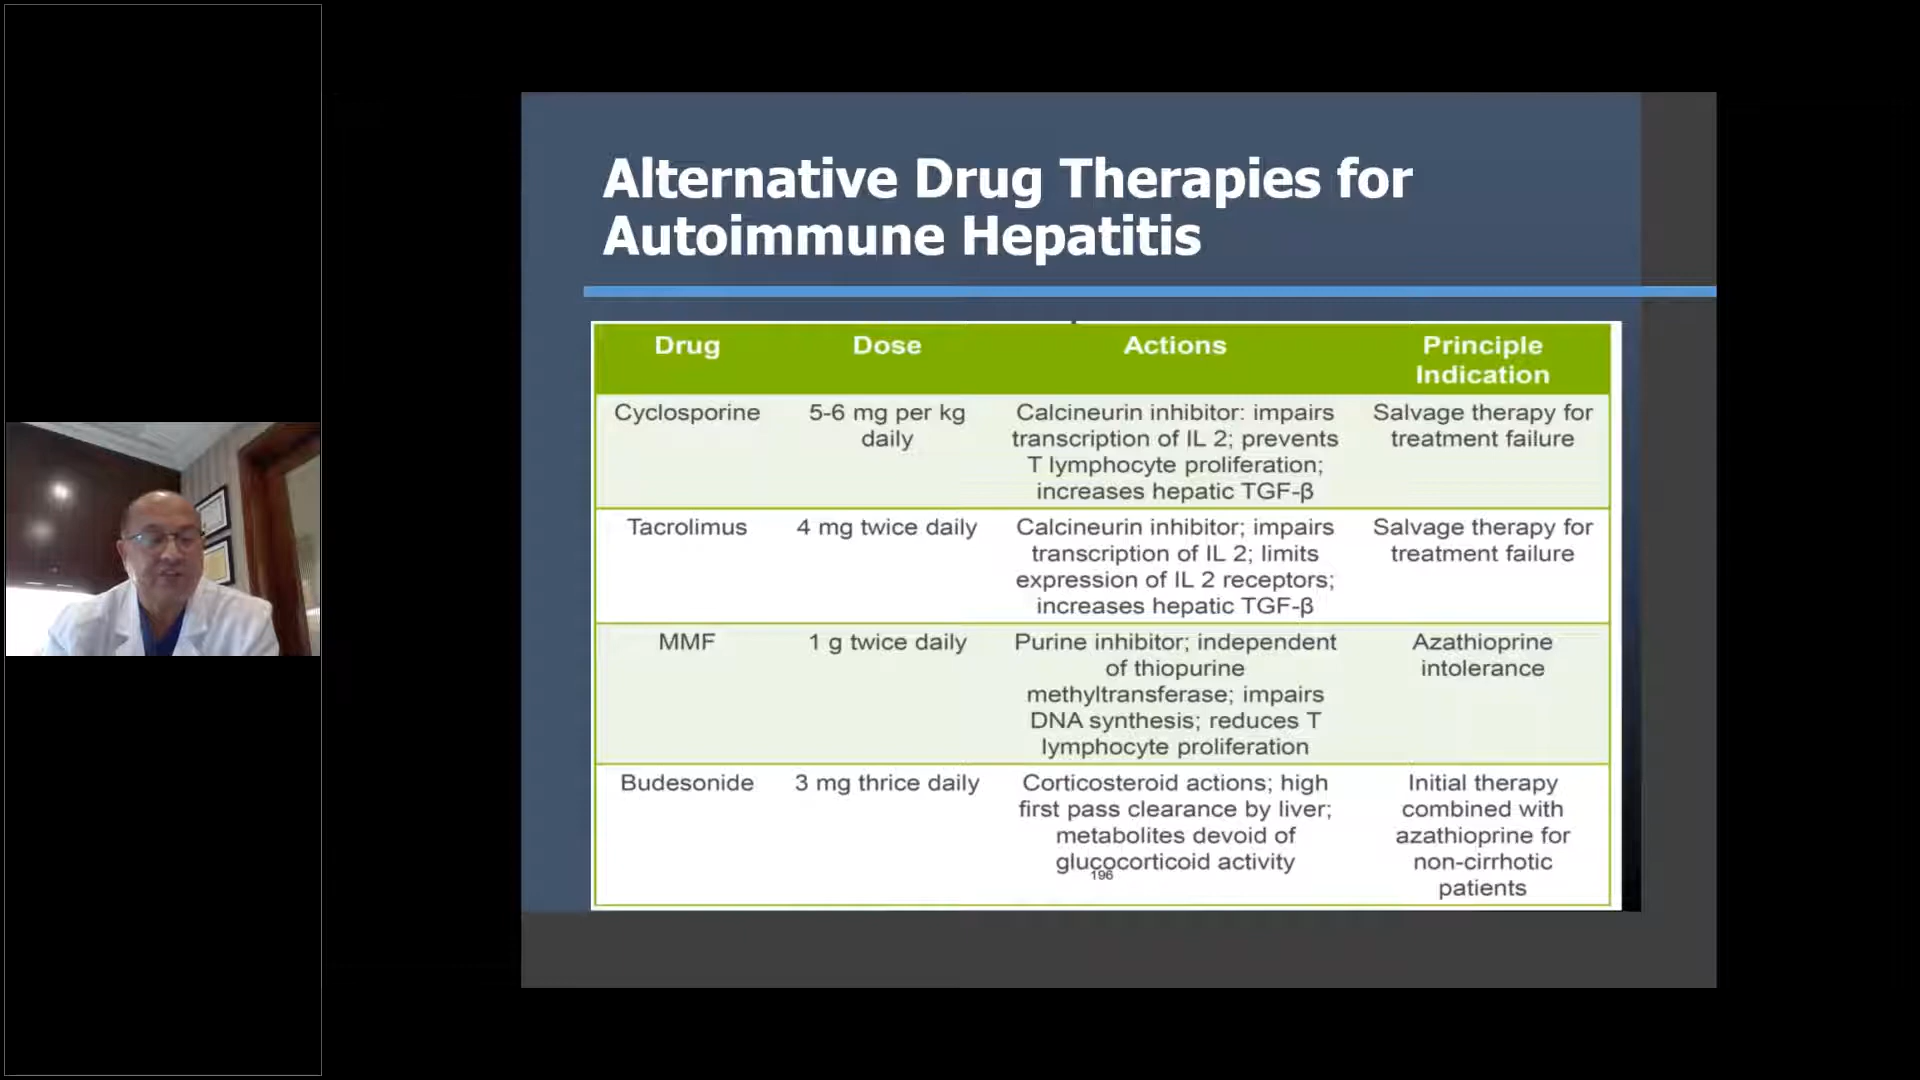 Alternative Drug Therapies for
Autoimmune Hepatitis
Drug
Dose
Actions
Principle
Indication
Cyclosporine
5-6 mg per kg
daily
Calcineurin inhibitor: impairs
transcription of IL 2; prevents
T lymphocyte proliferation;
increases hepatic TGF-β
Salvage therapy for
treatment failure
Tacrolimus
4 mg twice daily
Calcineurin inhibitor; impairs
transcription of IL 2; limits
expression of IL 2 receptors;
increases hepatic TGF-β
Salvage therapy for
treatment failure
MMF
1 g twice daily
Purine inhibitor; independent
of thiopurine
methyltransferase; impairs
DNA synthesis; reduces T
lymphocyte proliferation
Azathioprine
intolerance
Budesonide
3 mg thrice daily
Corticosteroid actions; high
first pass clearance by liver;
metabolites devoid of
glucocorticoid activity
Initial therapy
combined with
azathioprine for
non-cirrhotic
patients
196